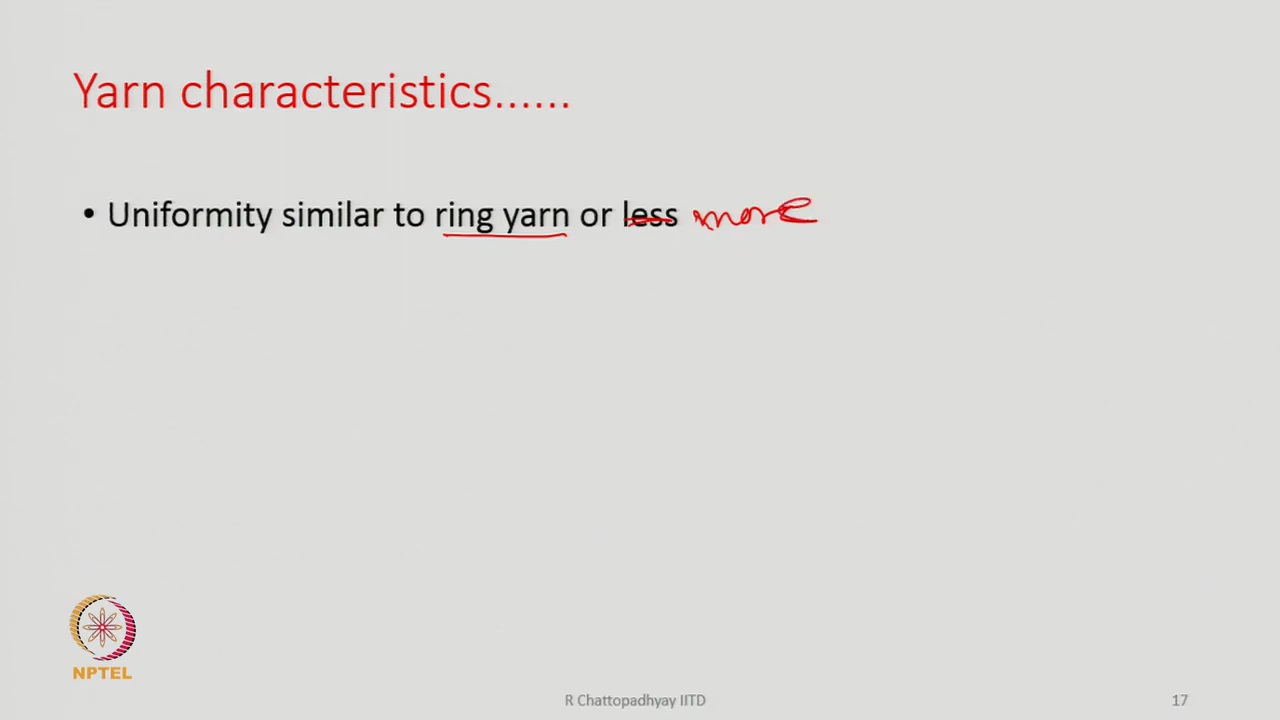 Yarn characteristics......
• Uniformity similar to ring yarn or less more
NPTEL
R Chattopadhyay IITD
17